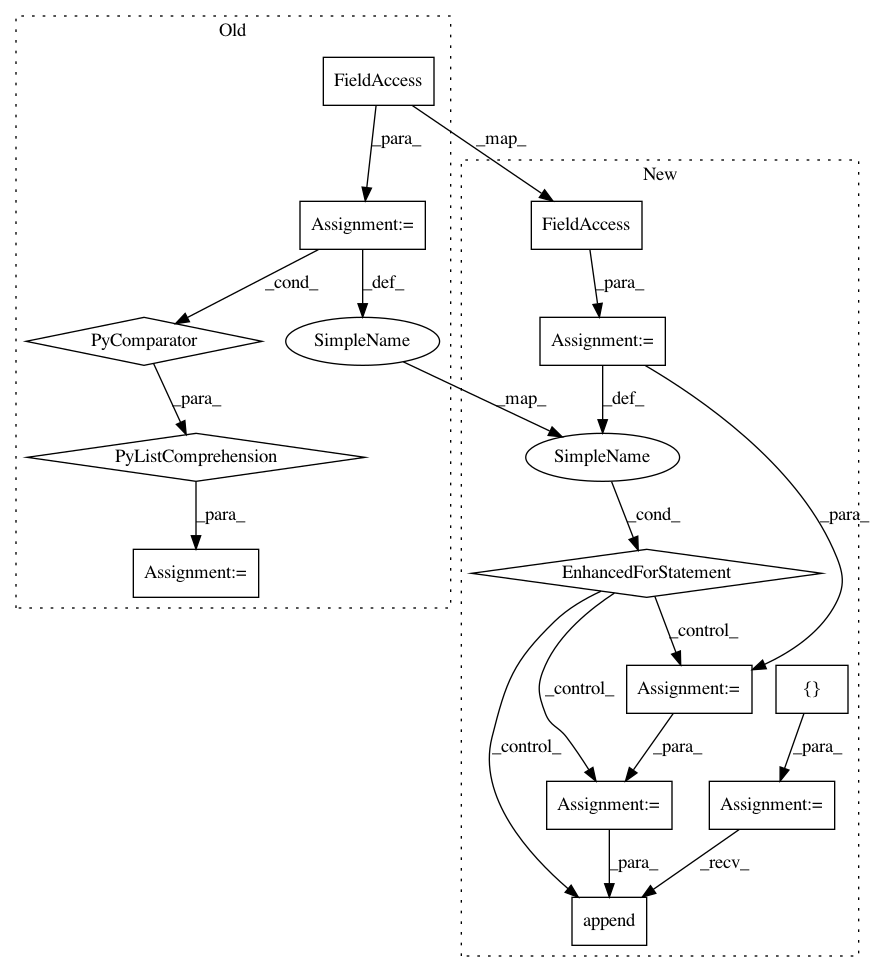 Old
FieldAccess
_para_
_map_
New
Assignment:=
FieldAccess
_cond_
_def_
_para_
PyComparator
SimpleName
Assignment:=
_para_
_map_
_def_
PyListComprehension
SimpleName
_para_
_cond_
_para_
Assignment:=
EnhancedForStatement
_control_
Assignment:=
{}
_control_
_control_
_para_
_para_
Assignment:=
Assignment:=
_para_
_recv_
append